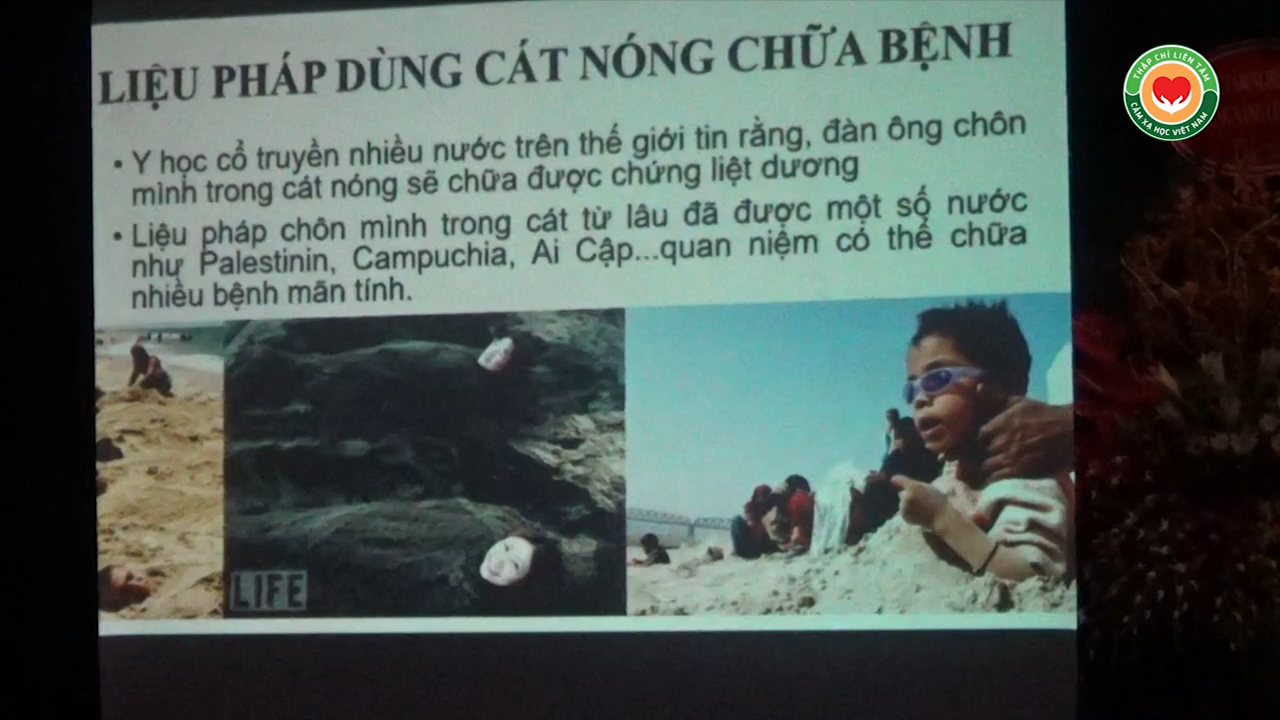 LIỆU PHÁP DÙNG CÁT NÓNG CHỮA BỆNH
• Y học cổ truyền nhiều nước trên thế giới tin rằng, đàn ông chôn
mình trong cát nóng sẽ chữa được chứng liệt dương
• Liệu pháp chôn mình trong cát từ lâu đã được một số nước
như Palestinin, Campuchia, Ai Cập...quan niệm có thể chữa
nhiều bệnh mãn tính.
LIFE
THẬP CHỈ LIÊN TÂM
CẢM XẠ HỌC VIỆT NAM